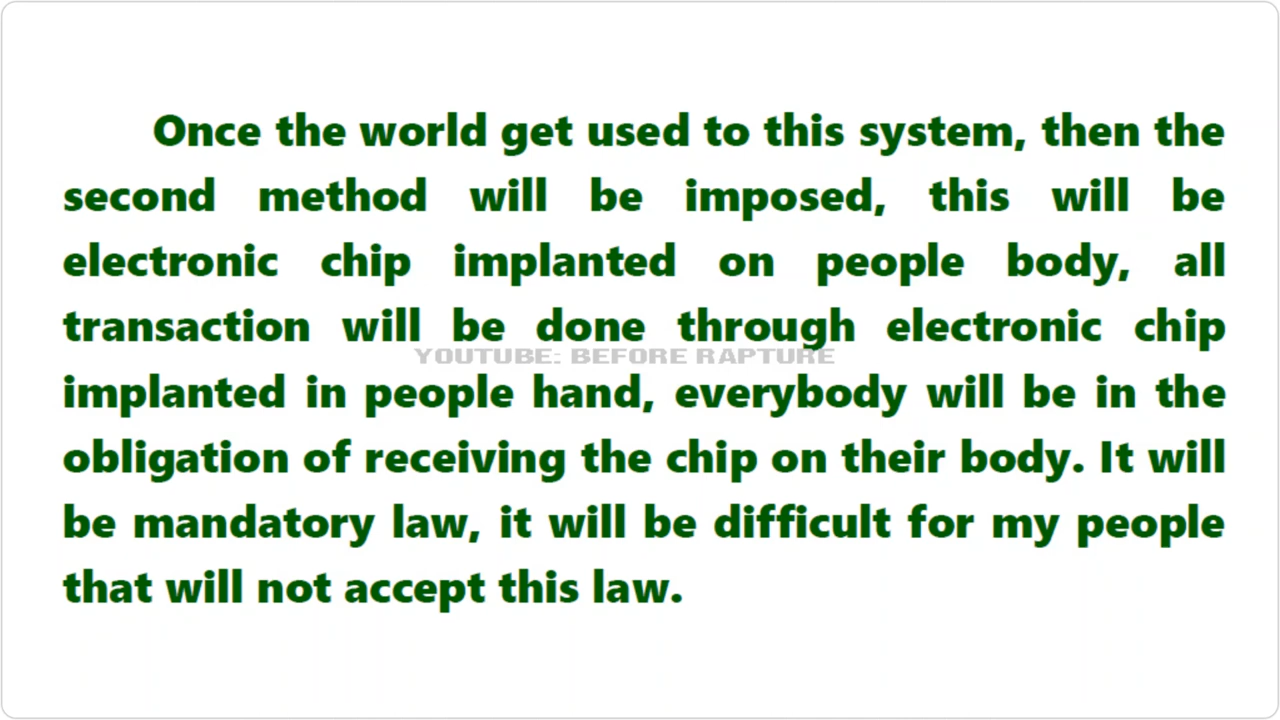 Once the world get used to this system, then the
second method will be imposed, this will be
electronic chip implanted on people body, all
transaction will be done through electronic chip
YOUTUBE: BEFORE RAPTURE
implanted in people hand, everybody will be in the
obligation of receiving the chip on their body. It will
be mandatory law, it will be difficult for my people
that will not accept this law.